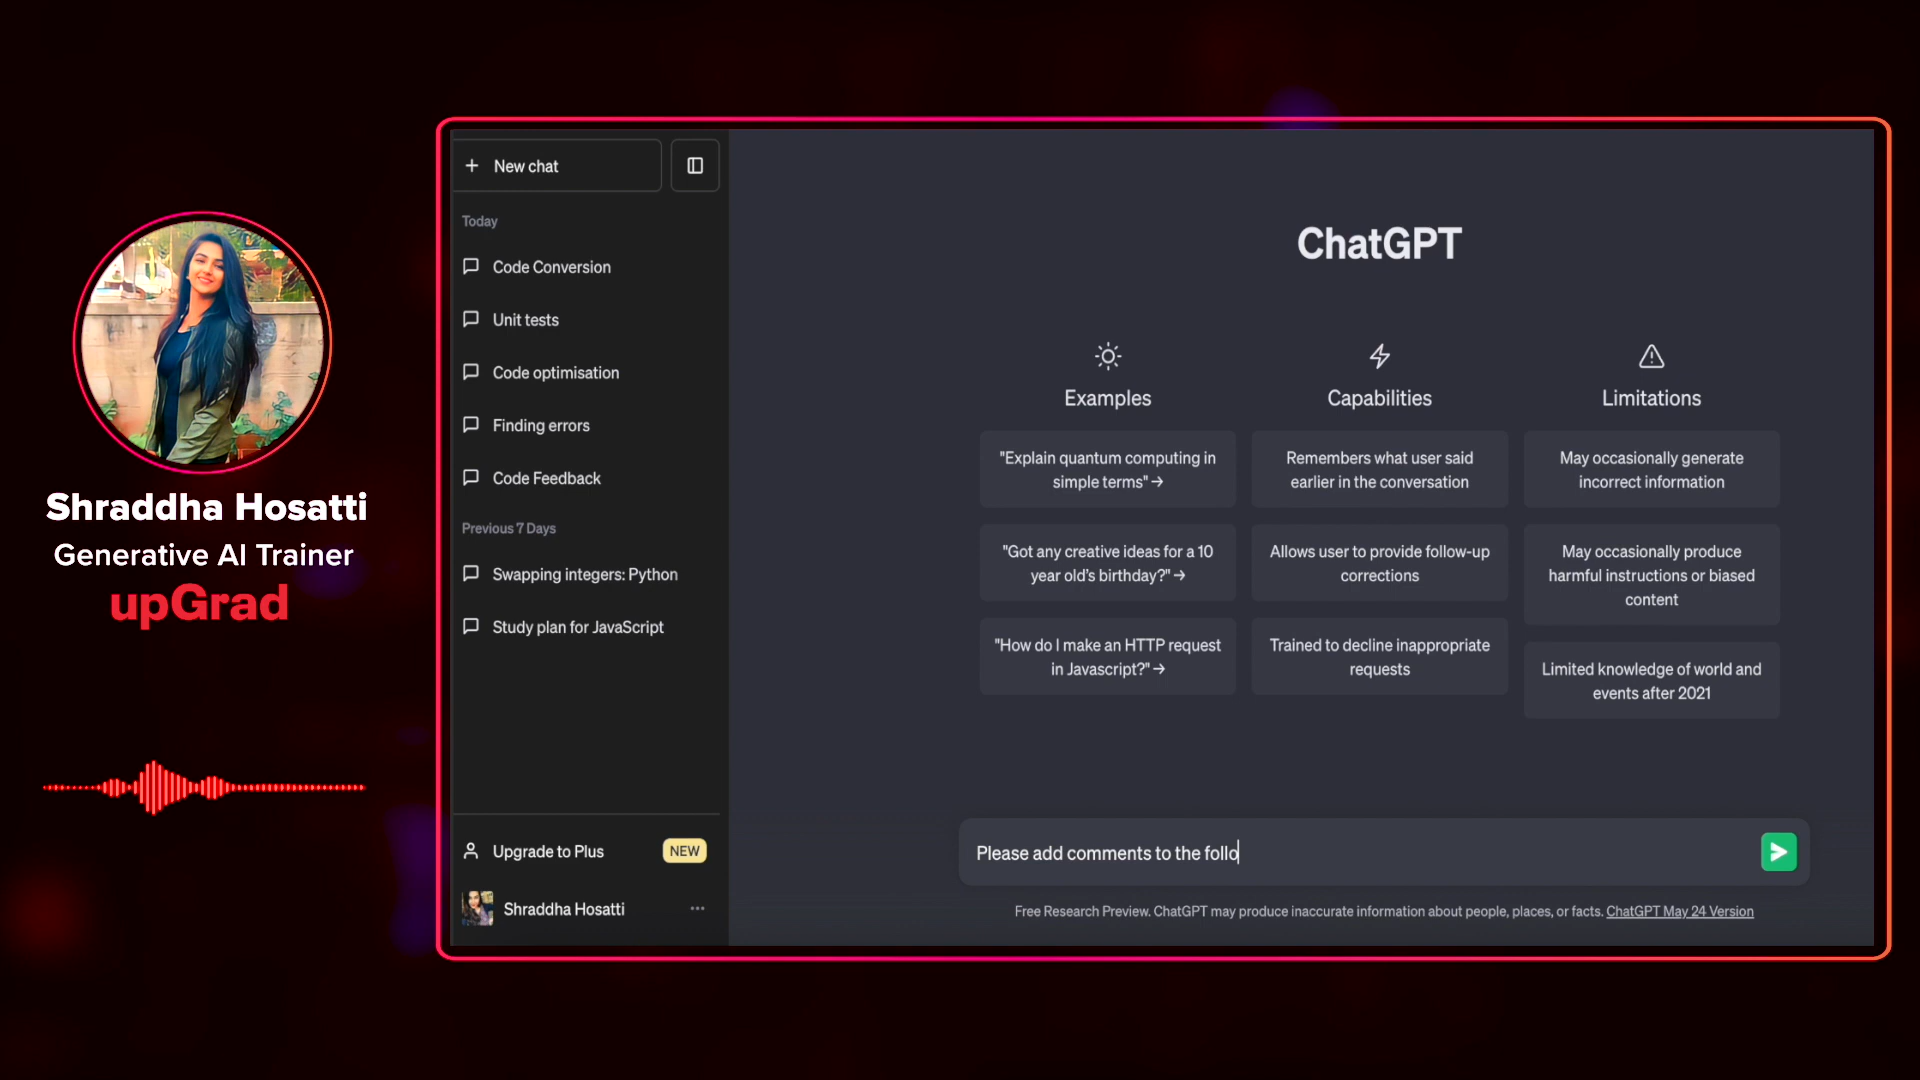 Shraddha Hosatti
Generative AI Trainer
upGrad
New chat
Today
Code Conversion
Unit tests
Code optimisation
Finding errors
Code Feedback
Previous 7 Days
Swapping integers: Python
Study plan for JavaScript
Upgrade to Plus NEW
Shraddha Hosatti
ChatGPT
Examples
"Explain quantum computing in
simple terms" →
"Got any creative ideas for a 10
year old's birthday?" →
"How do I make an HTTP request
in Javascript?" →
Capabilities
Remembers what user said
earlier in the conversation
Allows user to provide follow-up
corrections
Trained to decline inappropriate
requests
Limitations
May occasionally generate
incorrect information
May occasionally produce
harmful instructions or biased
content
Limited knowledge of world and
events after 2021
Please add comments to the follo
Free Research Preview. ChatGPT may produce inaccurate information about people, places, or facts. ChatGPT May 24 Version